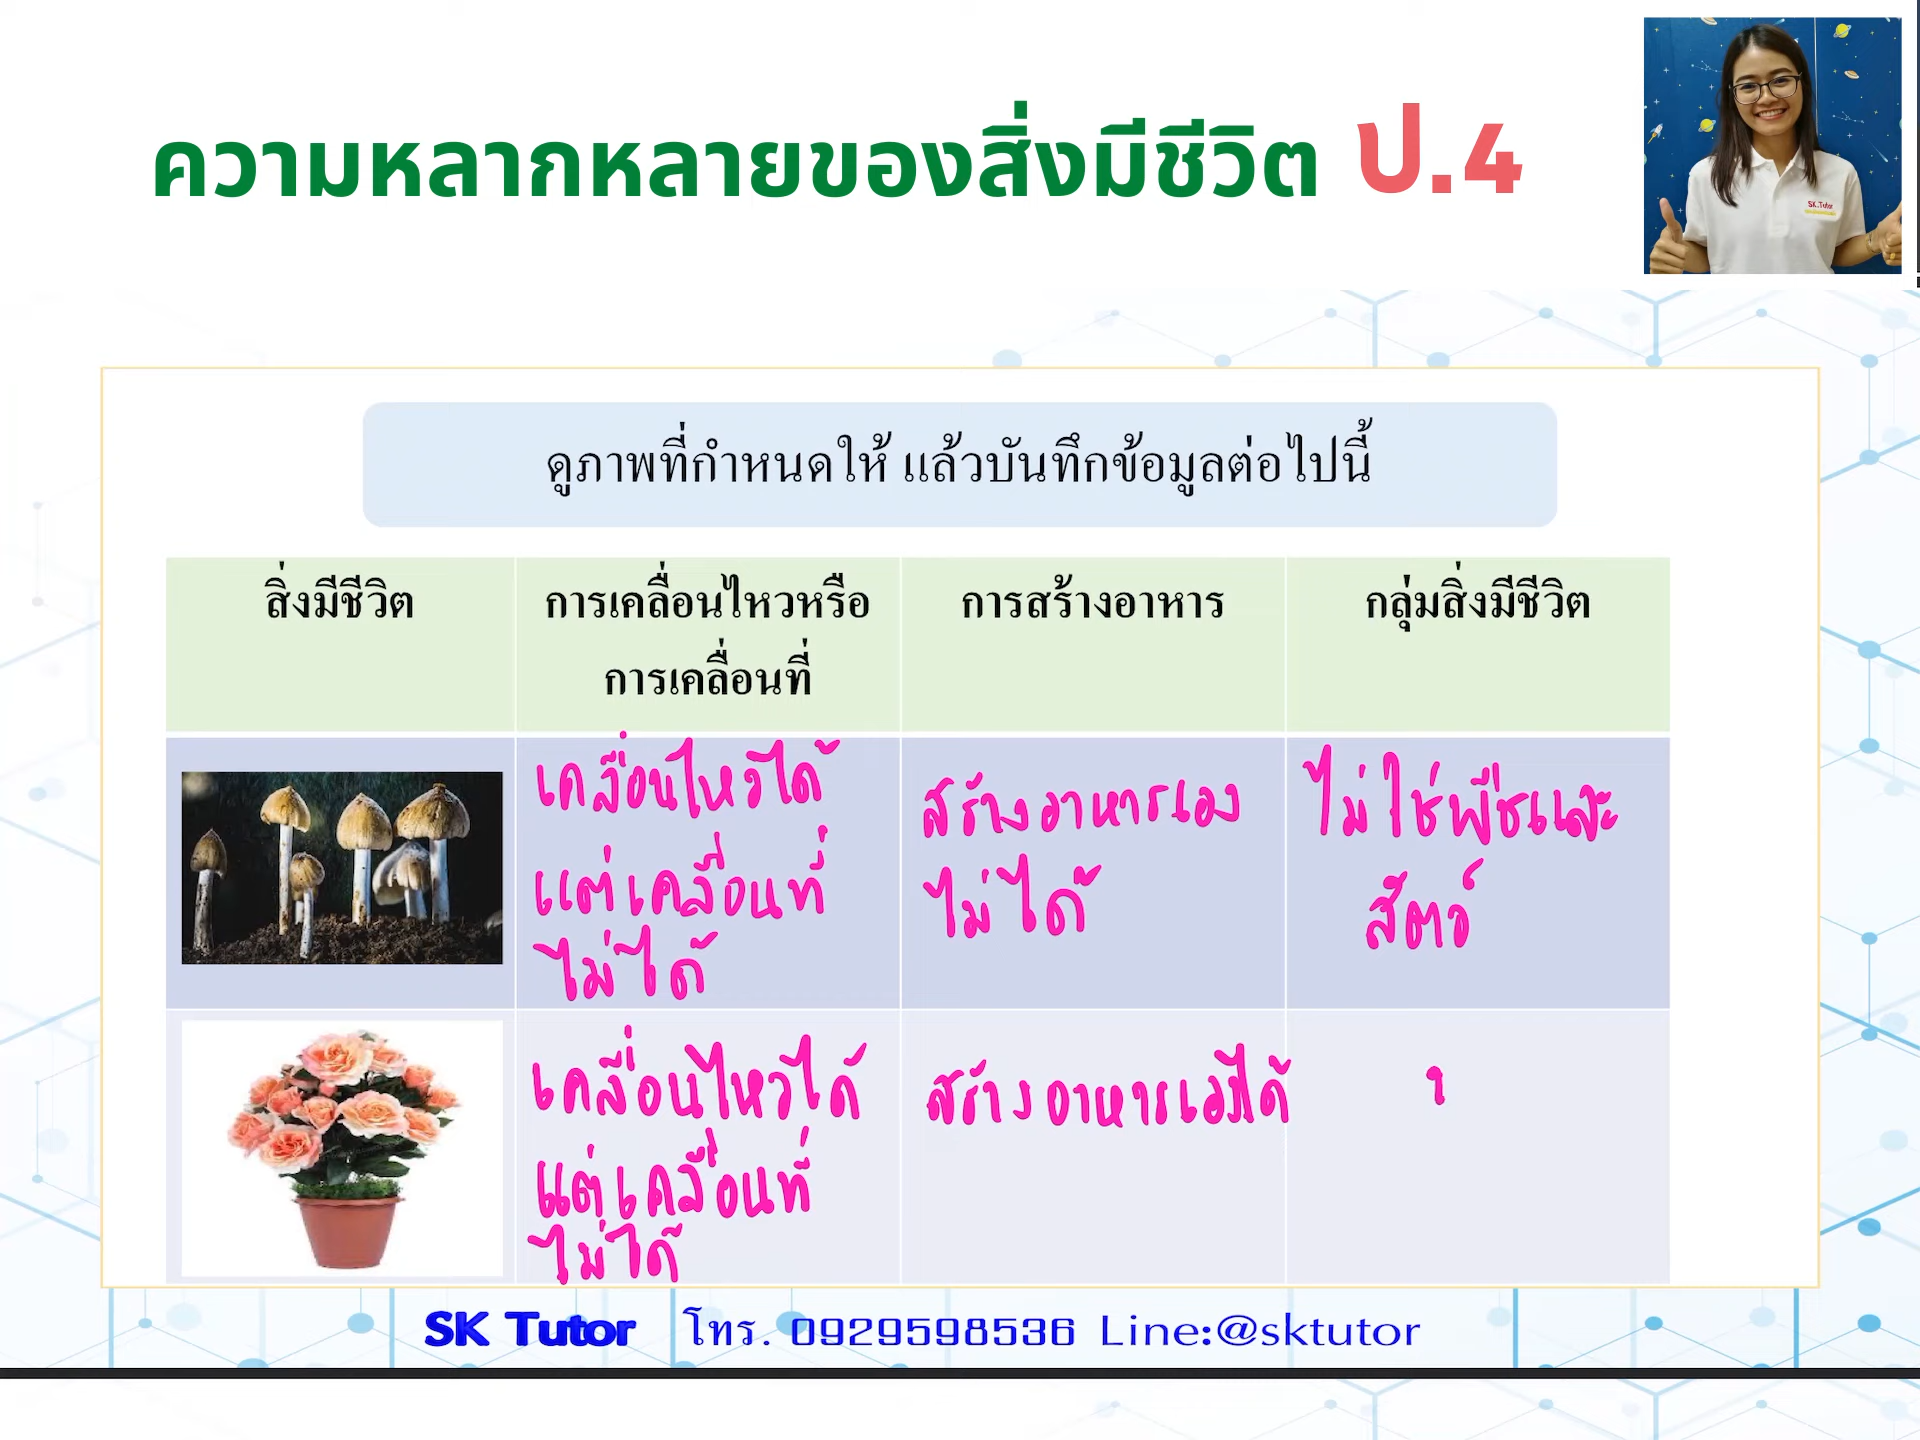 ความหลากหลายของสิ่งมีชีวิต ป.4
SK.Tutor
ดูภาพที่กำหนดให้ แล้วบันทึกข้อมูลต่อไปนี้
สิ่งมีชีวิต
การเคลื่อนไหวหรือ
การเคลื่อนที่
การสร้างอาหาร
กลุ่มสิ่งมีชีวิต
เคลื่อนไหวได้
แต่เคลื่อนที่
ไม่ได้
สร้างอาหารเอง
ไม่ได้
ไม่ใช่พืชและ
สัตว์
เคลื่อนไหวได้
แต่เคลื่อนที่
ไม่ได้
สร้างอาหารเองได้
SK Tutor โทร. 0929598536 Line:@sktutor